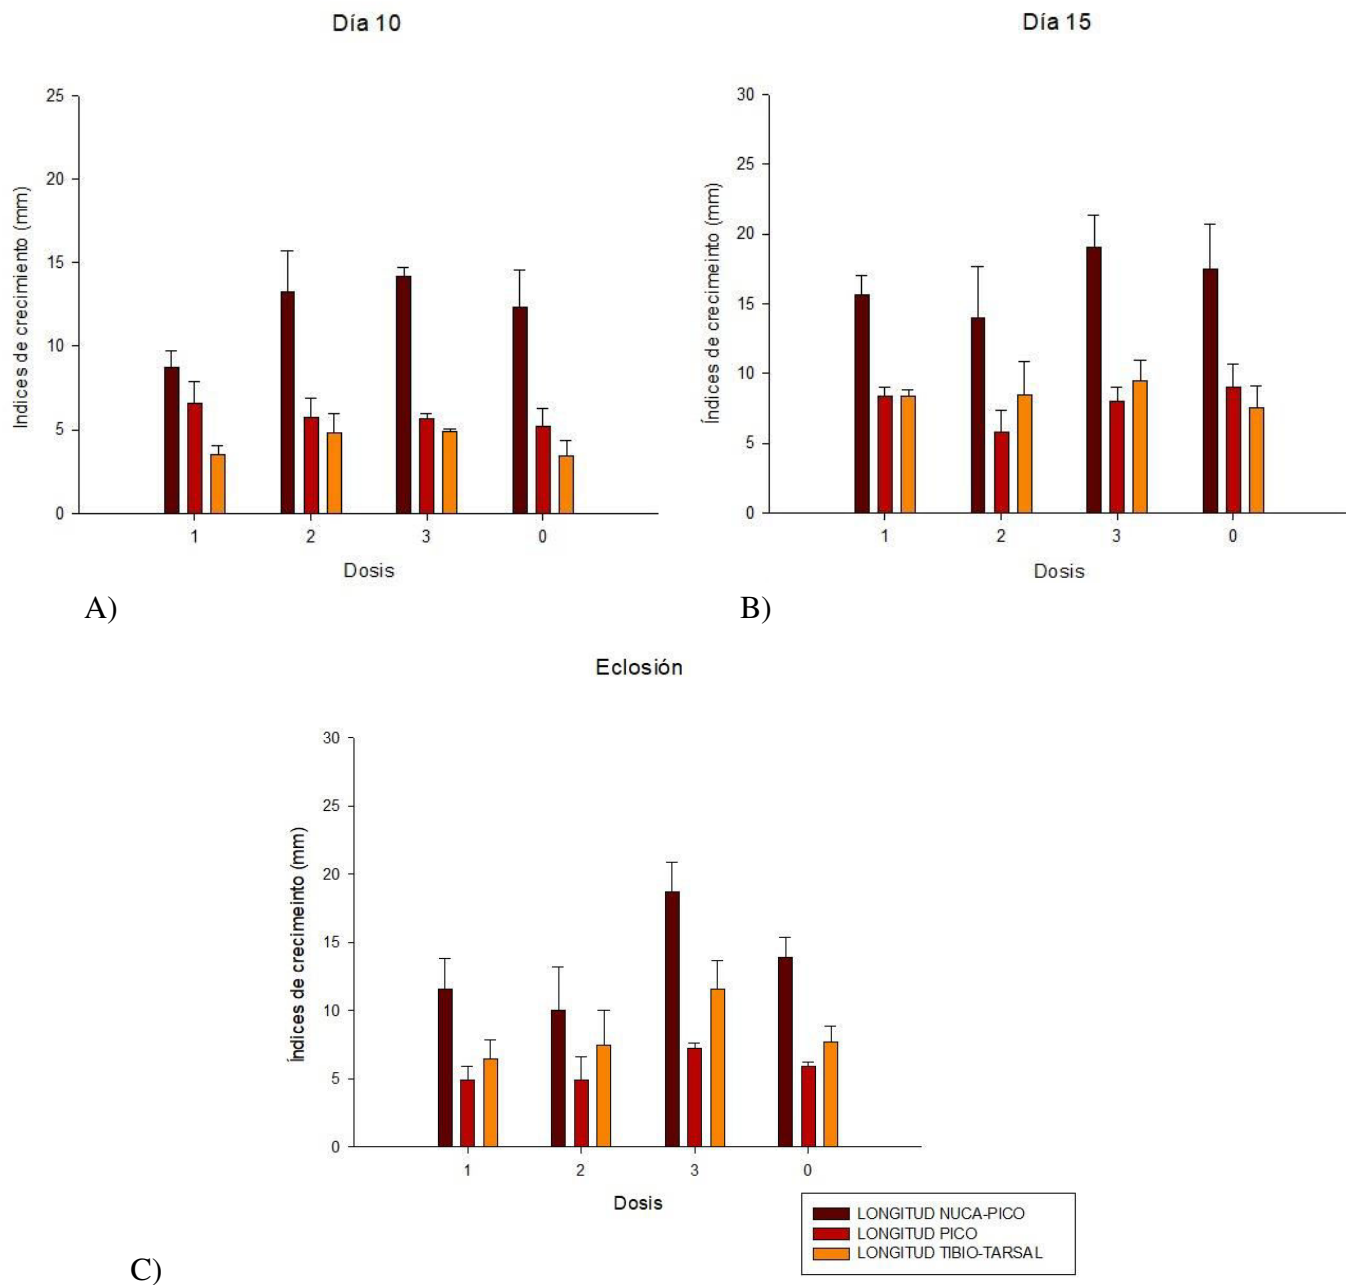 Día 10
25
20
15
10
5
0
Indices de crecimiento (mm)
1 2 3 0
Dosis
A)
Día 15
30
25
20
15
10
5
0
Índices de crecimeinto (mm)
1 2 3 0
Dosis
B)
Eclosión
30
25
20
15
10
5
0
Índices de crecimeinto (mm)
1 2 3 0
Dosis
LONGITUD NUCA-PICO
LONGITUD PICO
LONGITUD TIBIO-TARSAL
C)